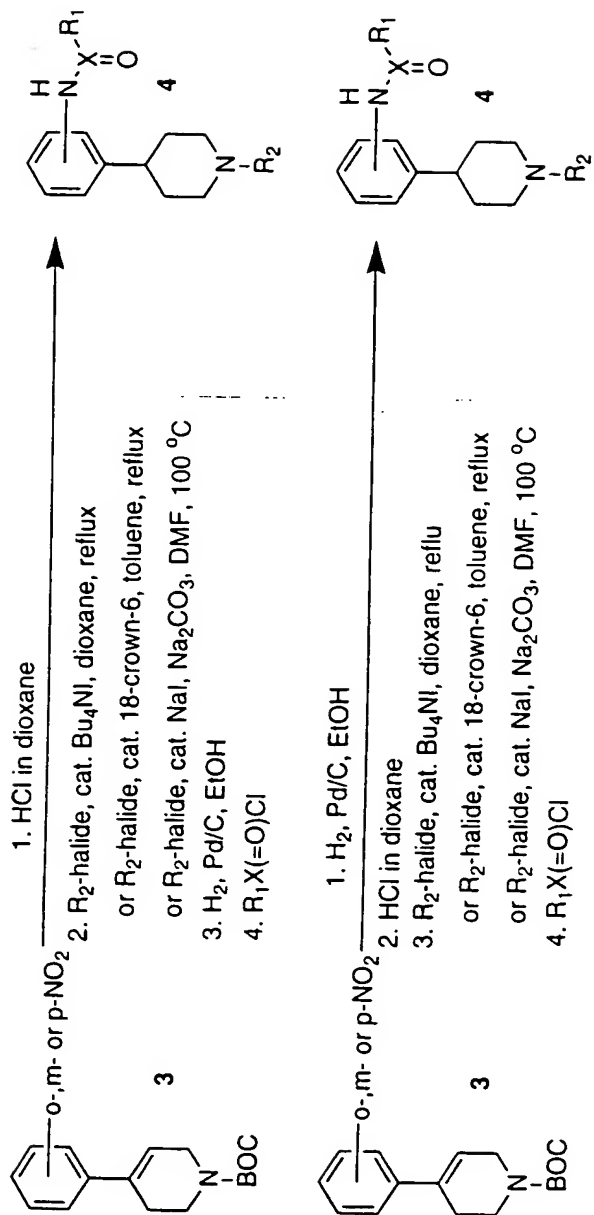 o-,m- or p-NO2
3
N
BOC
1. HCl in dioxane
2. R2-halide, cat. Bu4NI, dioxane, reflux
or R2-halide, cat. 18-crown-6, toluene, reflux
or R2-halide, cat. NaI, Na2CO3, DMF, 100 °C
3. H2, Pd/C, EtOH
4. R1X(=O)Cl
H
N
X
R1
=O
4
N
R2
o-,m- or p-NO2
3
N
BOC
1. H2, Pd/C, EtOH
2. HCl in dioxane
3. R2-halide, cat. Bu4NI, dioxane, reflu
or R2-halide, cat. 18-crown-6, toluene, reflux
or R2-halide, cat. NaI, Na2CO3, DMF, 100 °C
4. R1X(=O)Cl
H
N
X
R1
=O
4
N
R2